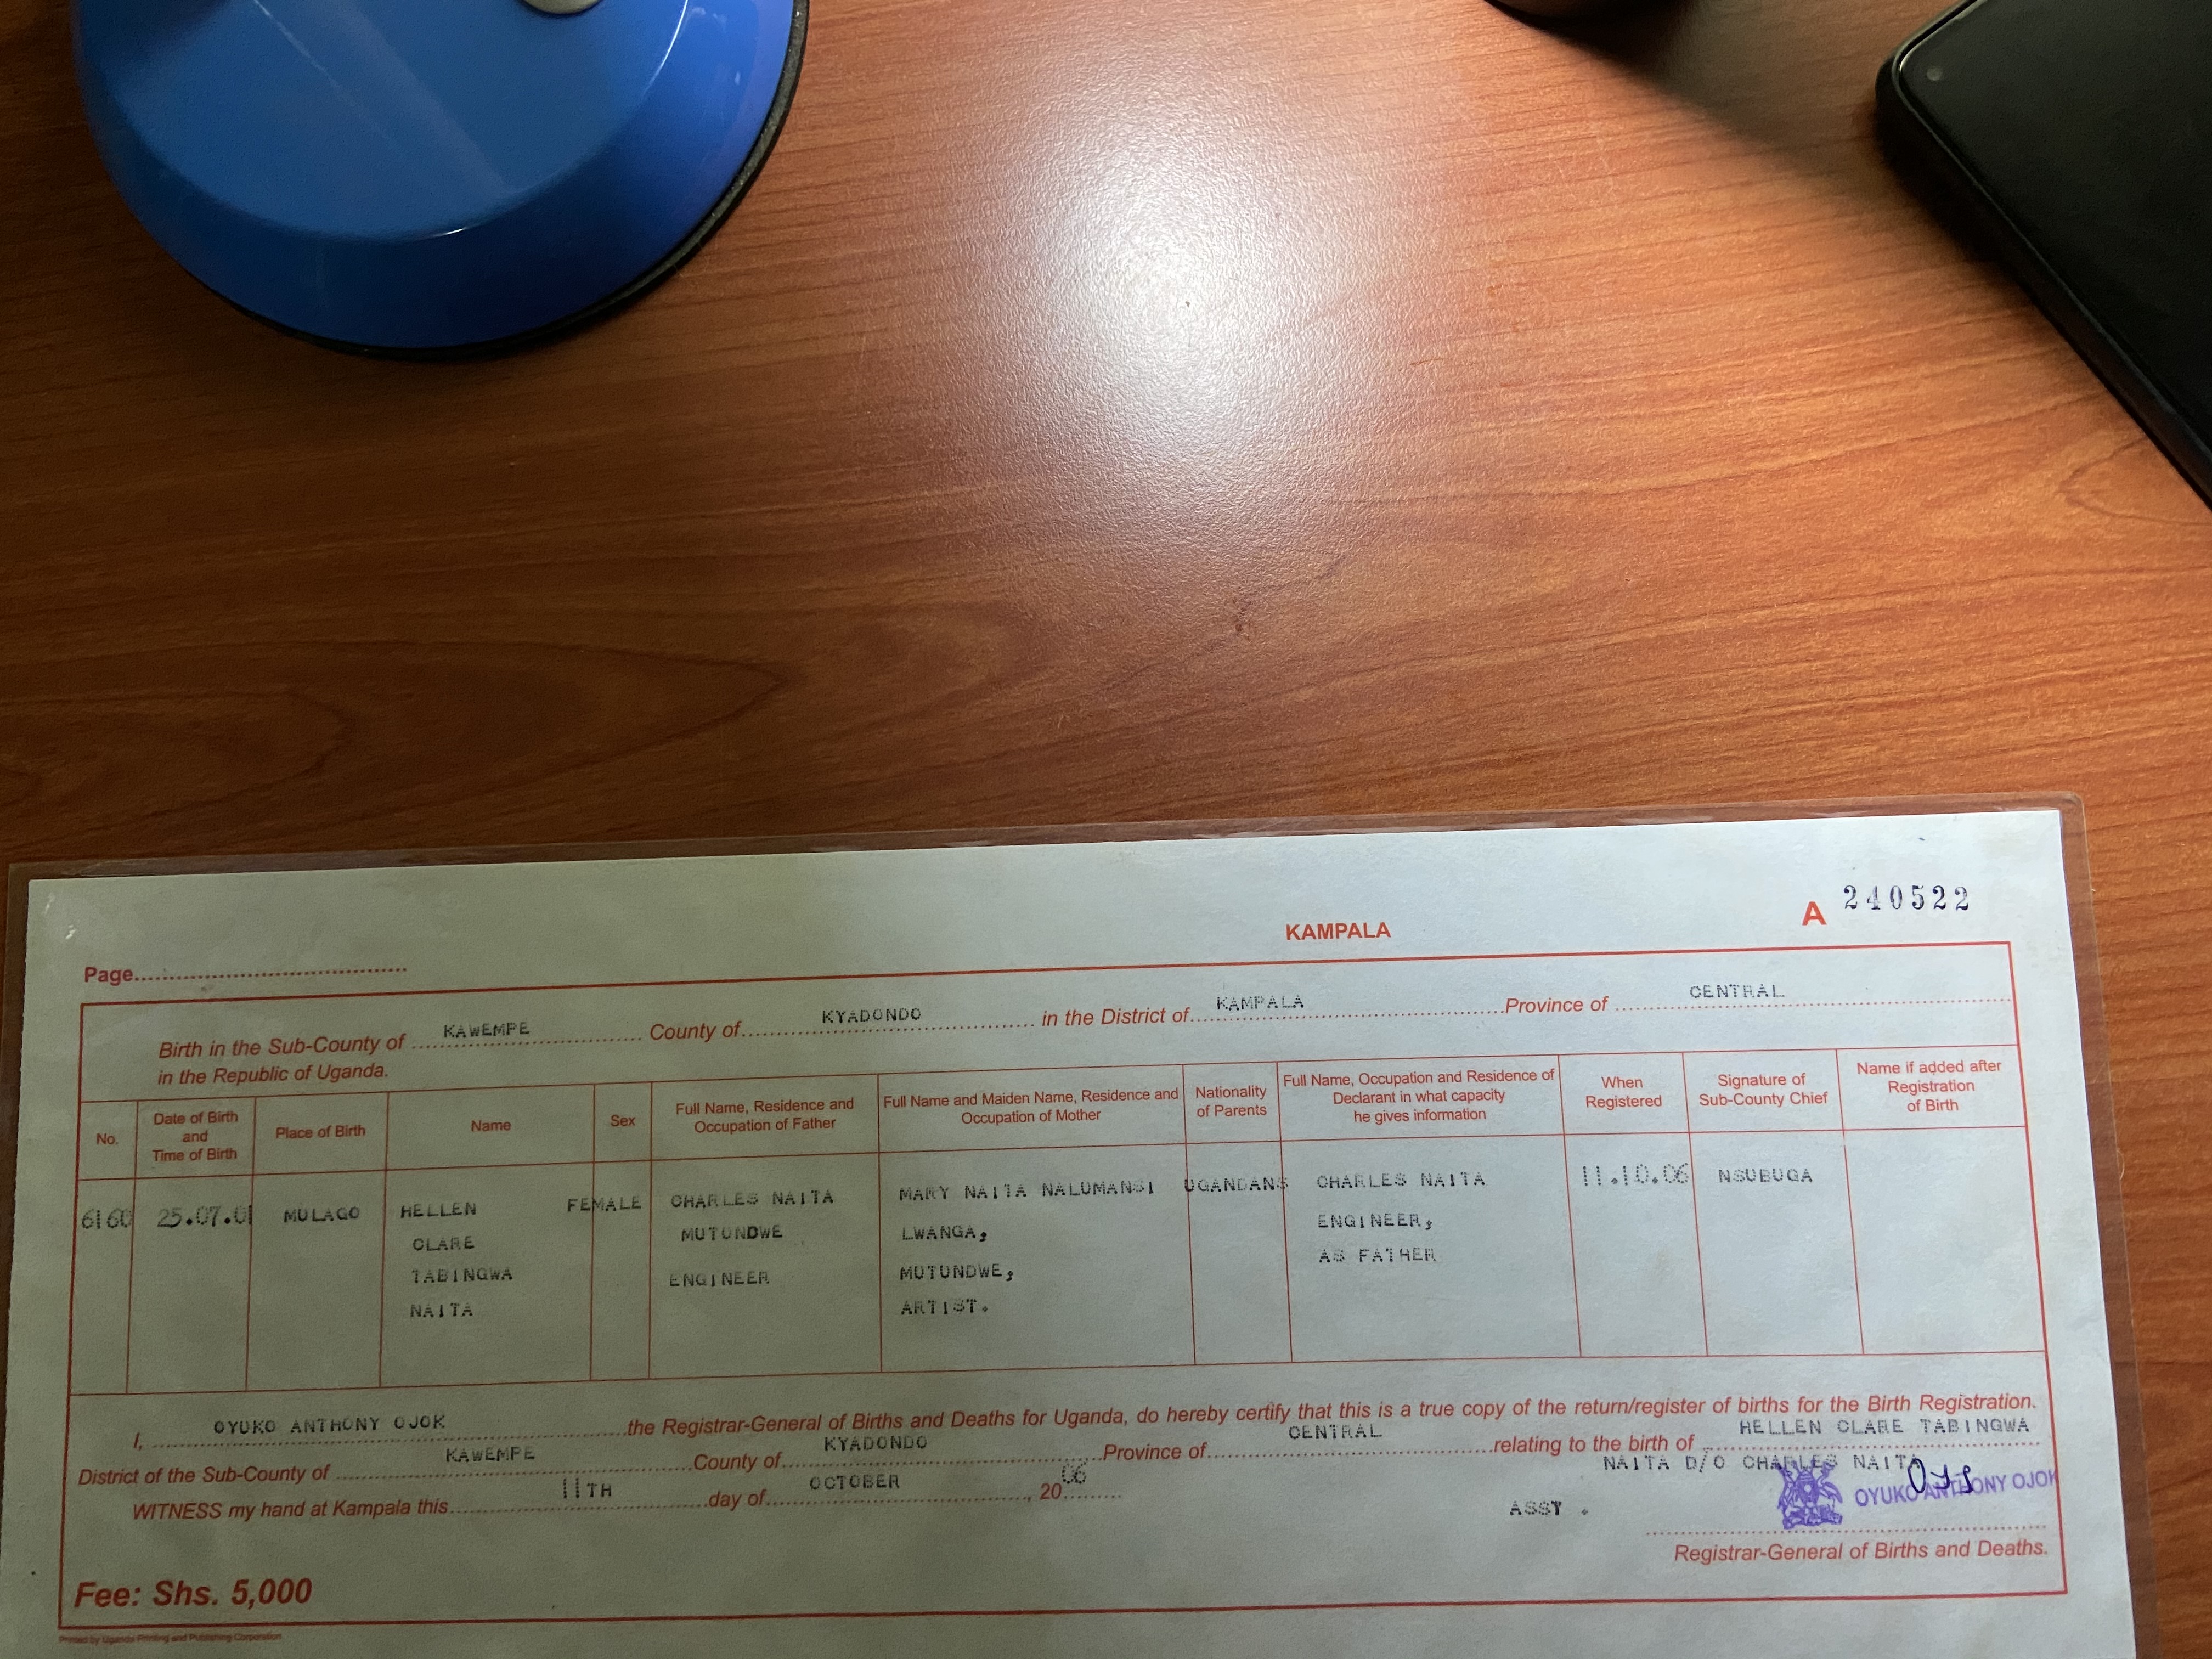 KAMPALA
A 240522
Page
Birth in the Sub-County of KAWEMPE County of KYADONDO in the District of KAMPALA Province of CENTRAL
in the Republic of Uganda.
No.
Date of Birth
and
Time of Birth
Place of Birth
Name
Sex
Full Name, Residence and
Occupation of Father
Full Name and Maiden Name, Residence and
Occupation of Mother
Nationality
of Parents
Full Name, Occupation and Residence of
Declarant in what capacity
he gives information
When
Registered
Signature of
Sub-County Chief
Name if added after
Registration
of Birth
6160
25.07.01
MULAGO
HELLEN
CLARE
TABINGWA
NAITA
FEMALE
CHARLES NAITA
MUTUNDWE
ENGINEER
MARY NAITA NALUMANSI
LWANGA,
MUTUNDWE,
ARTIST.
UGANDANS
CHARLES NAITA
ENGINEER,
AS FATHER
11.10.06
NSUBUGA
I, OYUKO ANTHONY OJOK the Registrar-General of Births and Deaths for Uganda, do hereby certify that this is a true copy of the return/register of births for the Birth Registration.
District of the Sub-County of KAWEMPE County of KYADONDO Province of CENTRAL relating to the birth of HELLEN CLARE TABINGWA
NAITA D/O CHARLES NAITA
WITNESS my hand at Kampala this 11TH day of OCTOBER, 2006
ASST.
OYUKO ANTHONY OJOK
Registrar-General of Births and Deaths.
Fee: Shs. 5,000
Printed by Uganda Printing and Publishing Corporation